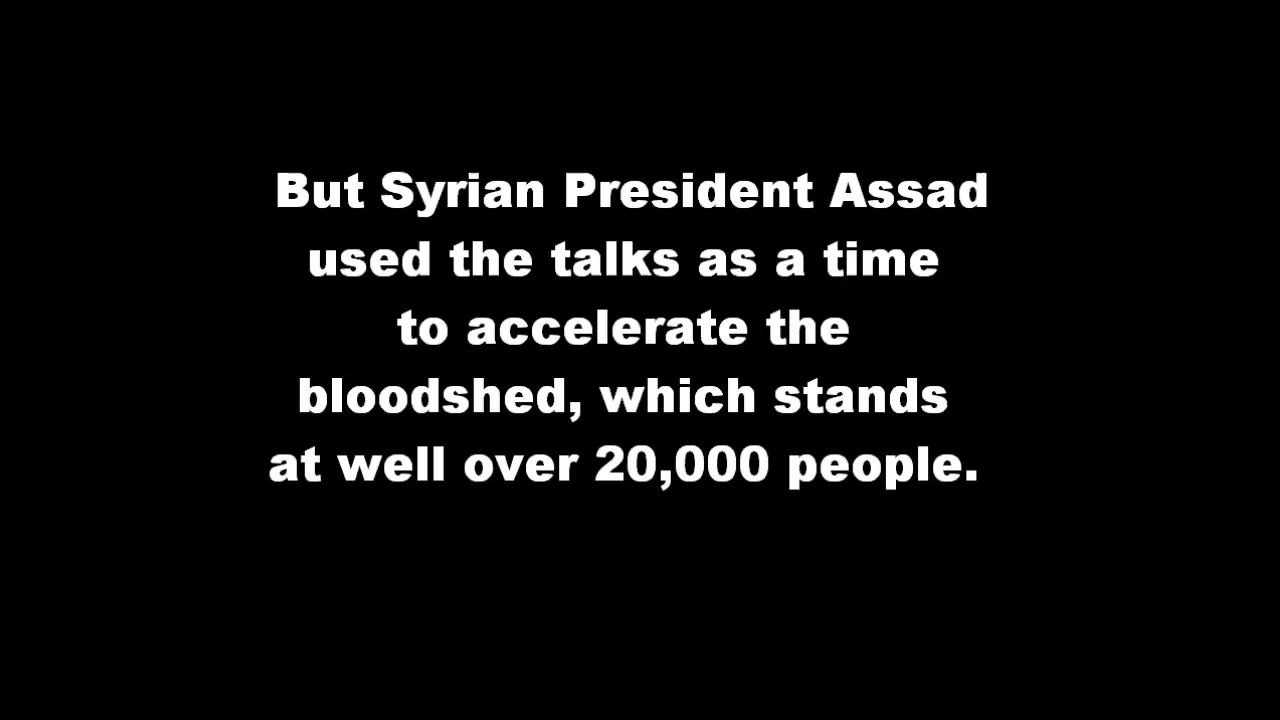 But Syrian President Assad
used the talks as a time
to accelerate the
bloodshed, which stands
at well over 20,000 people.